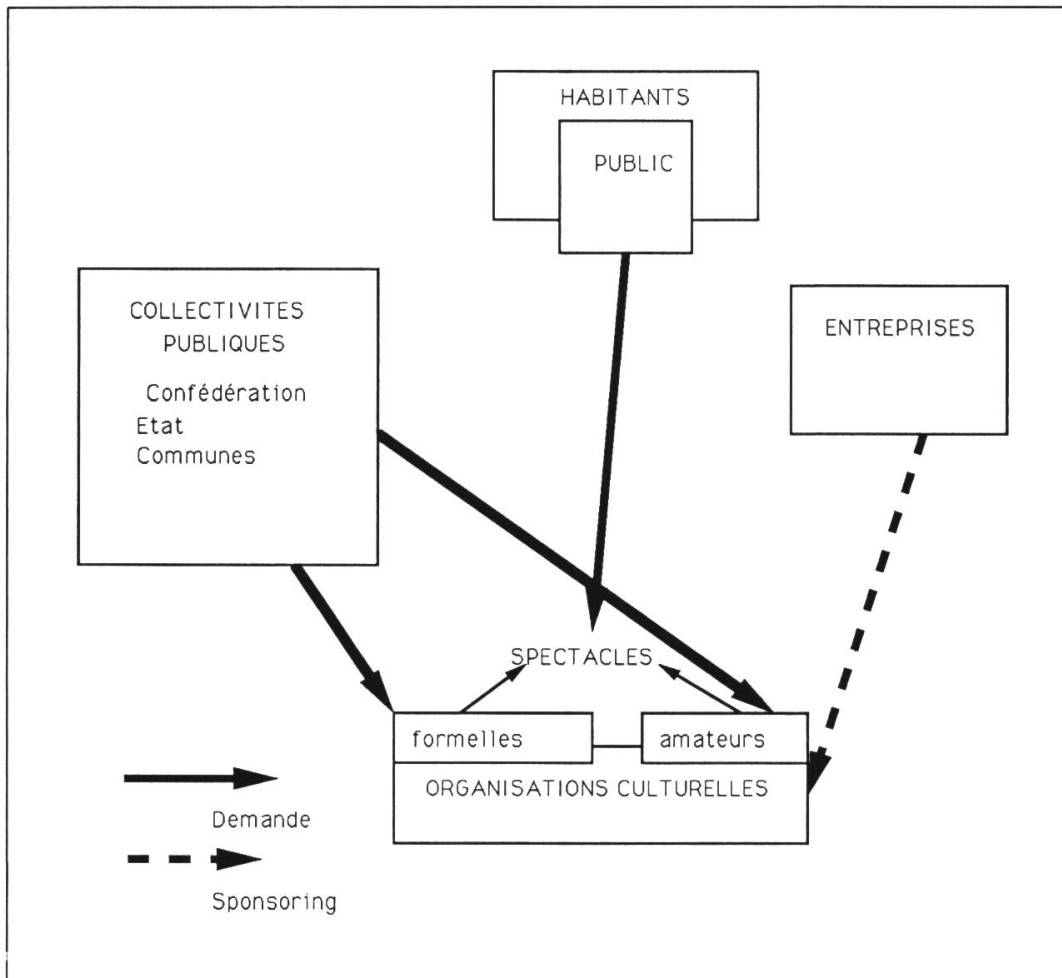 HABITANTS
PUBLIC
COLLECTIVITES
PUBLIQUES
Confédération
Etat
Communes
ENTREPRISES
SPECTACLES
formelles
amateurs
ORGANISATIONS CULTURELLES
Demande
Sponsoring